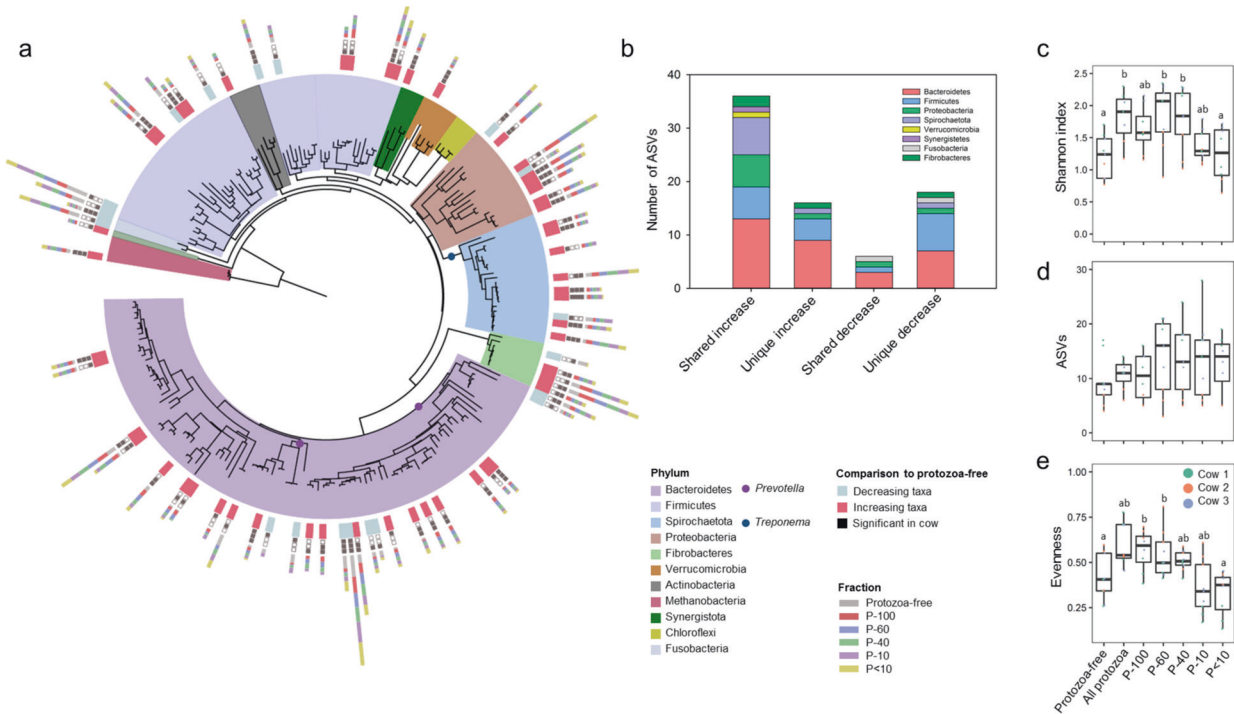 a
b
40
30
20
10
0
Number of ASVs
Bacteroidetes
Firmicutes
Proteobacteria
Spirochaetota
Verrucomicrobia
Synergistetes
Fusobacteria
Fibrobacteres
Shared increase
Unique increase
Shared decrease
Unique decrease
c
2.5
2.0
1.5
1.0
0.5
0.0
Shannon index
a
b
ab
b
b
ab
a
d
30
20
10
0
ASVs
e
1.00
0.75
0.50
0.25
Evenness
Cow 1
Cow 2
Cow 3
a
ab
b
b
ab
ab
a
Protozoa-free
All protozoa
P-100
P-60
P-40
P-10
P<10
Phylum
Bacteroidetes
Firmicutes
Spirochaetota
Proteobacteria
Fibrobacteres
Verrucomicrobia
Actinobacteria
Methanobacteria
Synergistota
Chloroflexi
Fusobacteria
Prevotella
Treponema
Comparison to protozoa-free
Decreasing taxa
Increasing taxa
Significant in cow
Fraction
Protozoa-free
P-100
P-60
P-40
P-10
P<10